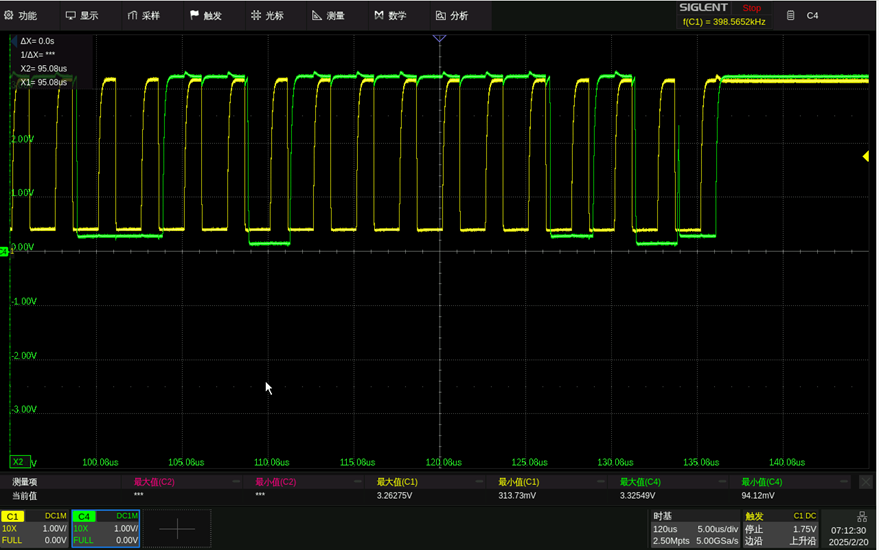 功能 显示 采样 触发 光标 测量 数学 分析 SIGLENT Stop f(C1) = 398.5652kHz C4
ΔX= 0.0s
1/ΔX= ***
X2= 95.08us
X1= 95.08us
2.00V
1.00V
0.00V
C4
-1.00V
-2.00V
-3.00V
X2 V 100.08us 105.08us 110.08us 115.08us 120.08us 125.08us 130.08us 135.08us 140.08us
测量项 最大值(C2) 最小值(C2) 最大值(C1) 最小值(C1) 最大值(C4) 最小值(C4)
当前值 *** *** 3.26275V 313.73mV 3.32549V 94.12mV
C1 DC1M
10X 1.00V/
FULL 0.00V
C4 DC1M
10X 1.00V/
FULL 0.00V
时基
120us 5.00us/div
2.50Mpts 5.00GSa/s
触发 C1 DC
停止 1.75V
边沿 上升沿
07:12:30
2025/2/20